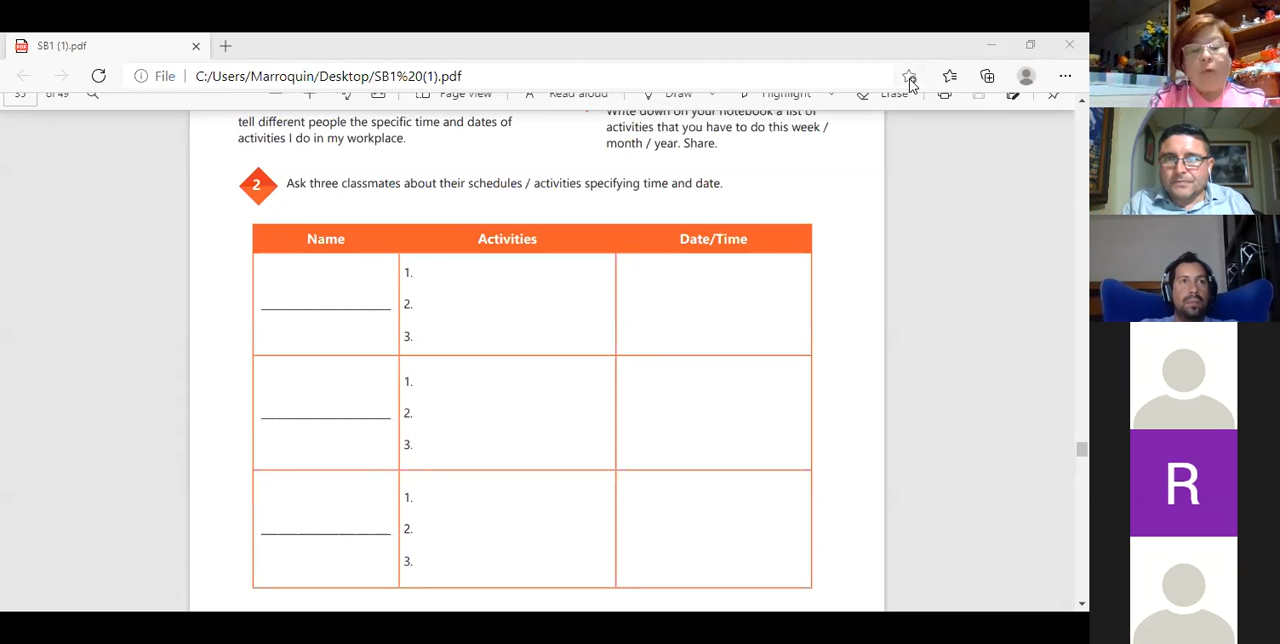 SB1 (1).pdf
File
C:/Users/Marroquin/Desktop/SB1%20(1).pdf
of 49
Page view
Read aloud
Draw
Highlight
Erase
tell different people the specific time and dates of
activities I do in my workplace.
Write down on your notebook a list of
activities that you have to do this week /
month / year. Share.
2
Ask three classmates about their schedules / activities specifying time and date.
Name Activities Date/Time
1.
2.
3.
1.
2.
3.
1.
2.
3.
R